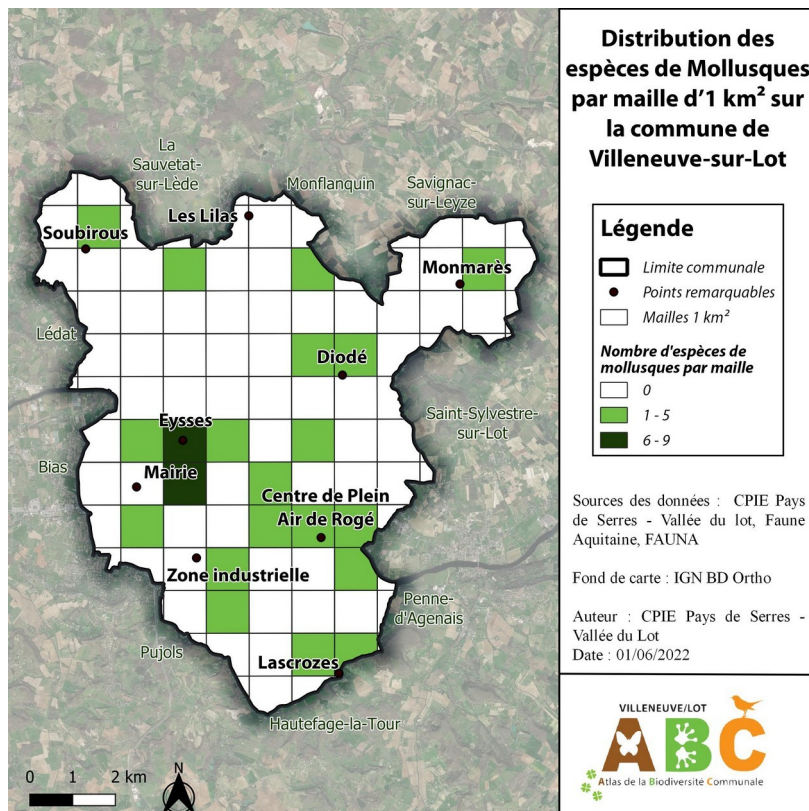 Distribution des
espèces de Mollusques
par maille d'1 km² sur
la commune de
Villeneuve-sur-Lot
Légende
Limite communale
Points remarquables
Mailles 1 km²
Nombre d'espèces de
mollusques par maille
0
1 - 5
6 - 9
Sources des données : CPIE Pays
de Serres - Vallée du lot, Faune
Aquitaine, FAUNA
Fond de carte : IGN BD Ortho
Auteur : CPIE Pays de Serres -
Vallée du Lot
Date : 01/06/2022
VILLENEUVE/LOT
ABC
Atlas de la Biodiversité Communale
La
Sauvetat-
sur-Lède
Monflanquin
Savignac-
sur-Leyze
Les Lilas
Soubirous
Monmarès
Lédat
Diodé
Saint-Sylvestre-
sur-Lot
Eysses
Bias
Mairie
Centre de Plein
Air de Rogé
Zone industrielle
Penne-
d'Agenais
Pujols
Lascrozes
Hautefage-la-Tour
0 1 2 km
N